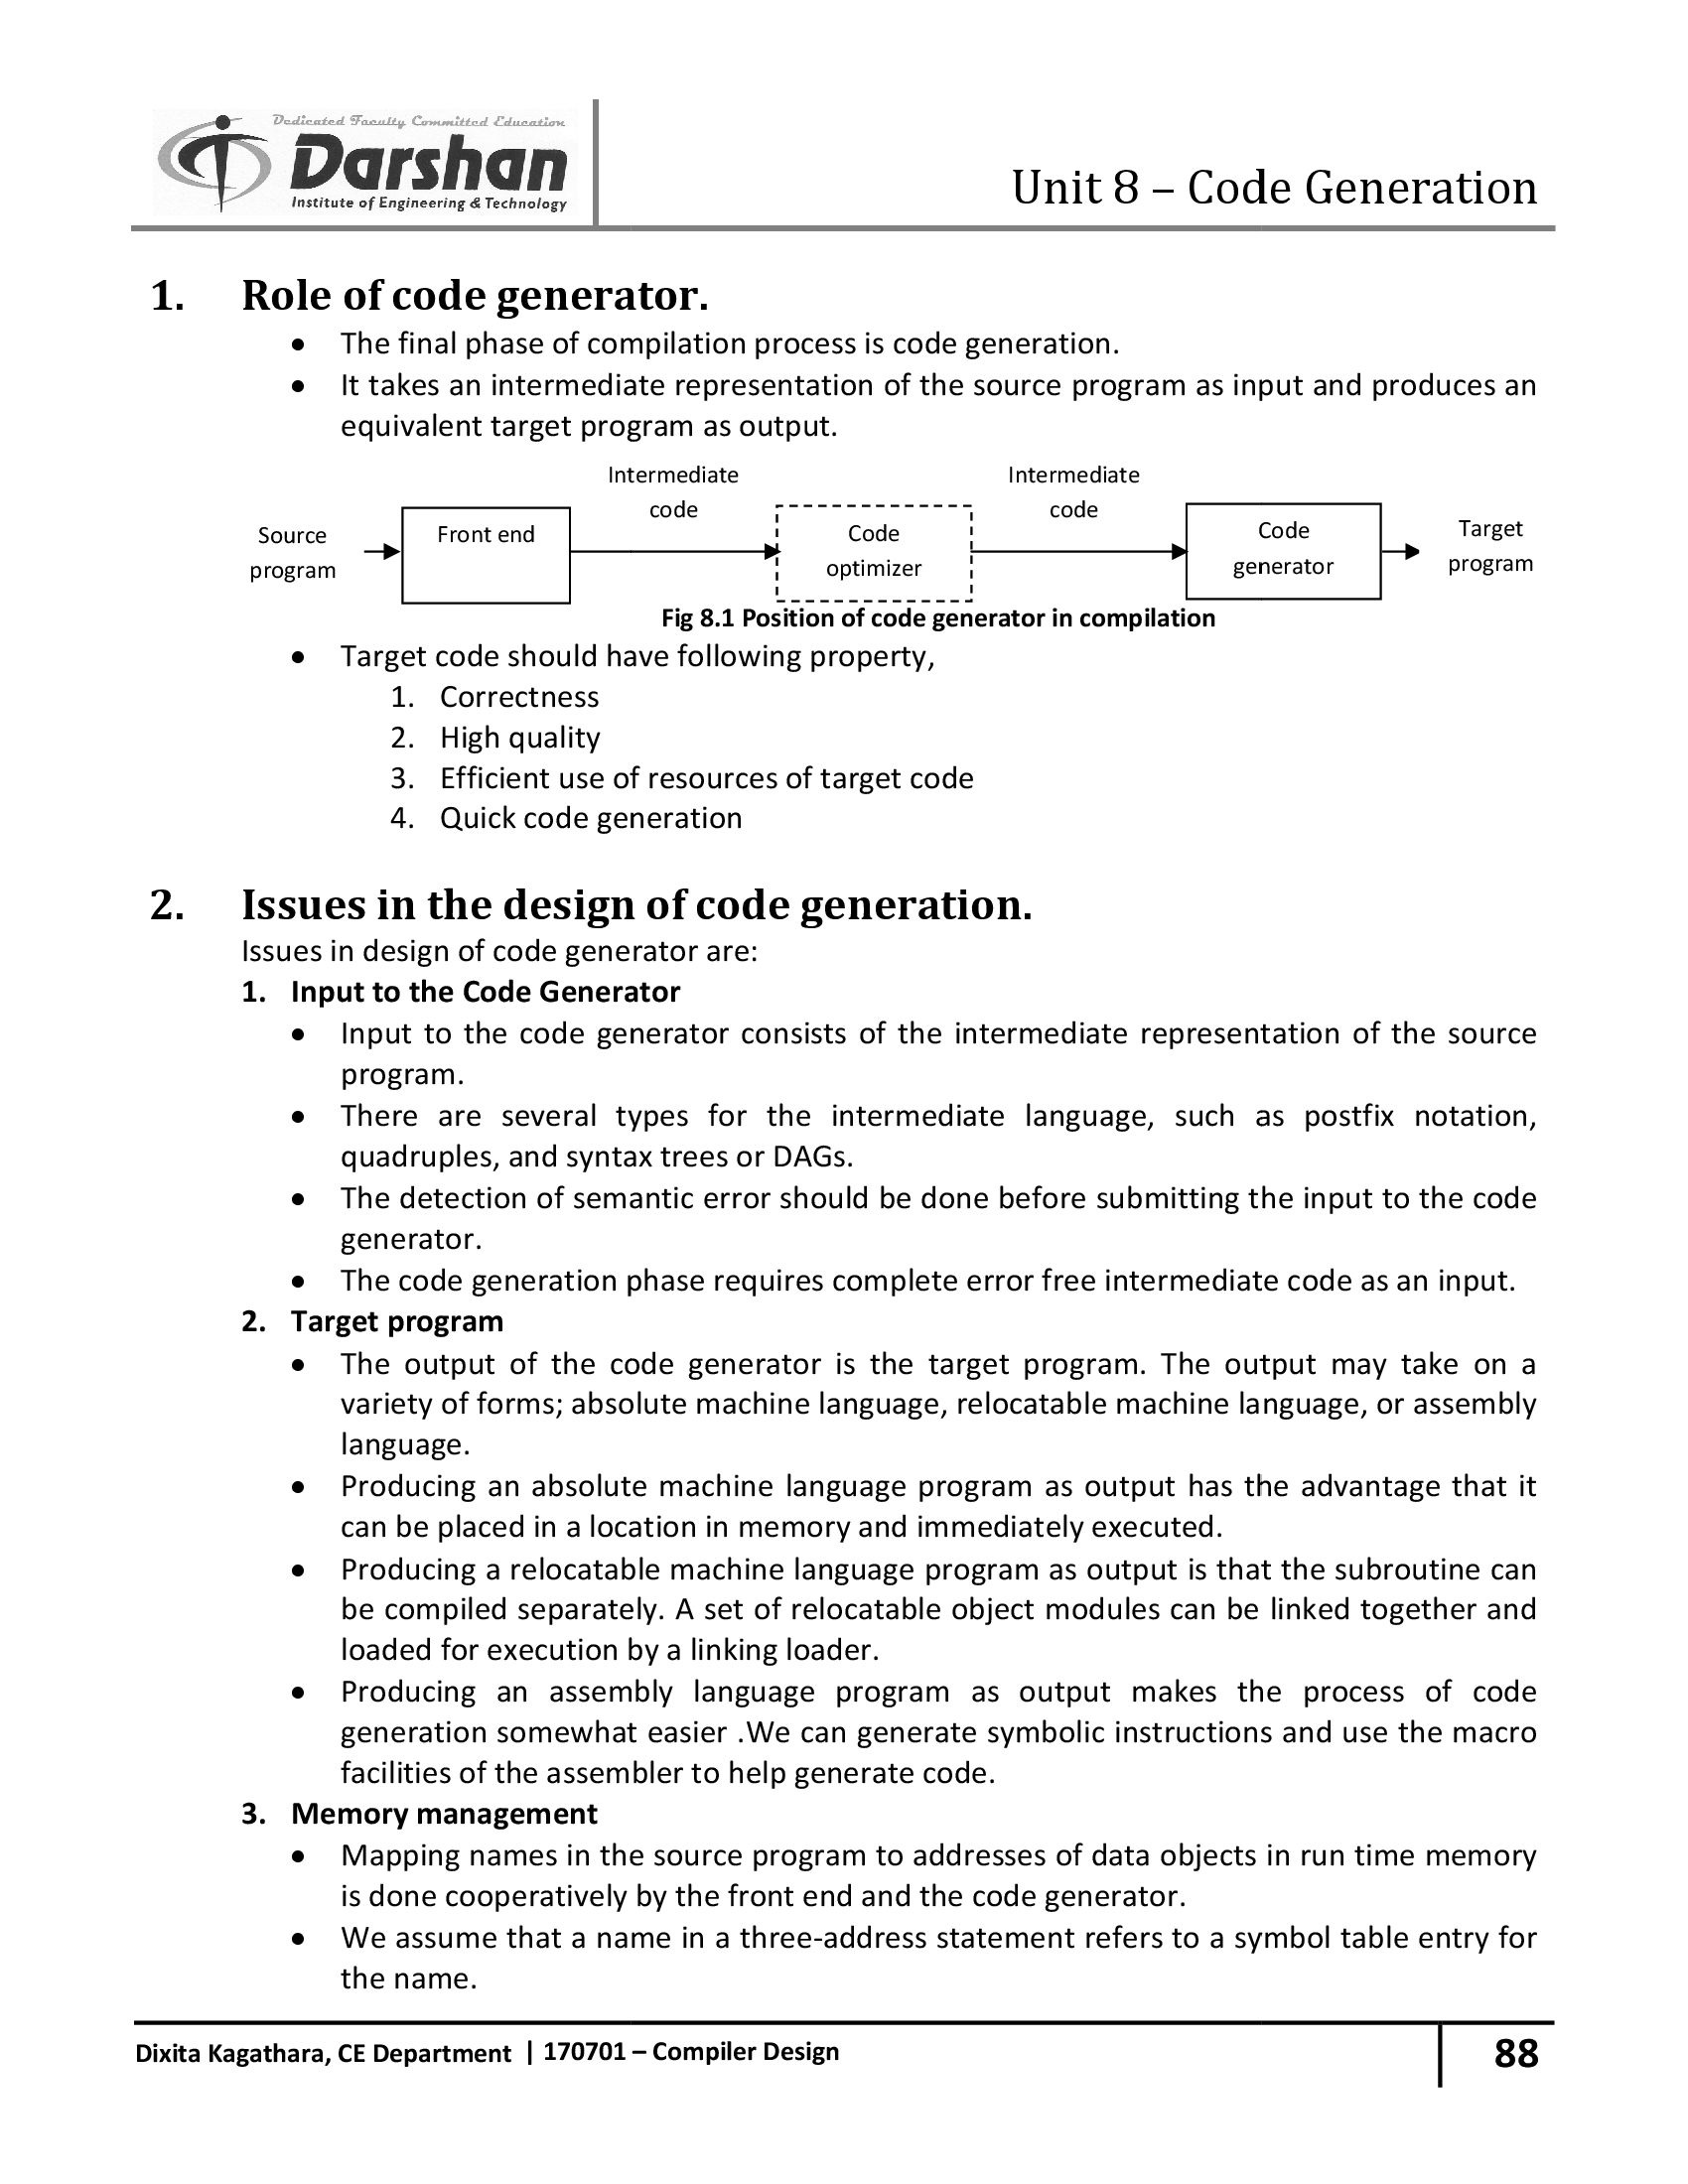 Dedicated Faculty Committed Education
Darshan
Institute of Engineering & Technology
Unit 8 – Code Generation
1. Role of code generator.
• The final phase of compilation process is code generation.
• It takes an intermediate representation of the source program as input and produces an
equivalent target program as output.
Source
program
Front end
Intermediate
code
Code
optimizer
Intermediate
code
Code
generator
Target
program
Fig 8.1 Position of code generator in compilation
• Target code should have following property,
1. Correctness
2. High quality
3. Efficient use of resources of target code
4. Quick code generation
2. Issues in the design of code generation.
Issues in design of code generator are:
1. Input to the Code Generator
• Input to the code generator consists of the intermediate representation of the source
program.
• There are several types for the intermediate language, such as postfix notation,
quadruples, and syntax trees or DAGs.
• The detection of semantic error should be done before submitting the input to the code
generator.
• The code generation phase requires complete error free intermediate code as an input.
2. Target program
• The output of the code generator is the target program. The output may take on a
variety of forms; absolute machine language, relocatable machine language, or assembly
language.
• Producing an absolute machine language program as output has the advantage that it
can be placed in a location in memory and immediately executed.
• Producing a relocatable machine language program as output is that the subroutine can
be compiled separately. A set of relocatable object modules can be linked together and
loaded for execution by a linking loader.
• Producing an assembly language program as output makes the process of code
generation somewhat easier .We can generate symbolic instructions and use the macro
facilities of the assembler to help generate code.
3. Memory management
• Mapping names in the source program to addresses of data objects in run time memory
is done cooperatively by the front end and the code generator.
• We assume that a name in a three-address statement refers to a symbol table entry for
the name.
Dixita Kagathara, CE Department | 170701 – Compiler Design
88